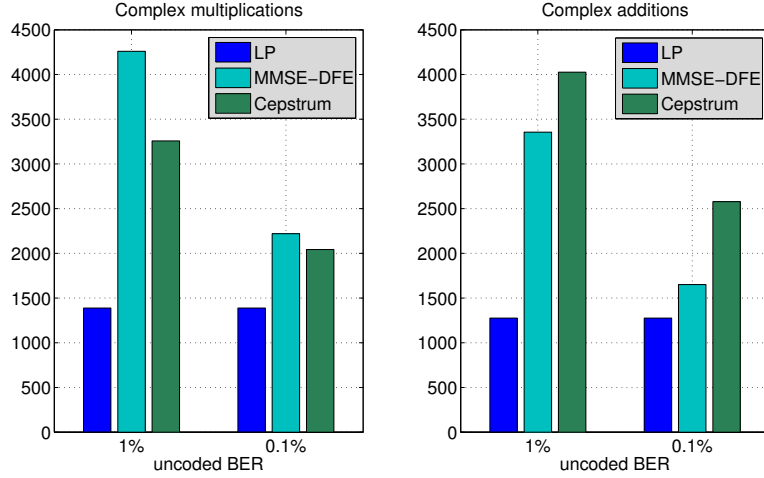 Complex multiplications
4500
4000
3500
3000
2500
2000
1500
1000
500
0
LP
MMSE−DFE
Cepstrum
1%
0.1%
uncoded BER
Complex additions
4500
4000
3500
3000
2500
2000
1500
1000
500
0
LP
MMSE−DFE
Cepstrum
1%
0.1%
uncoded BER